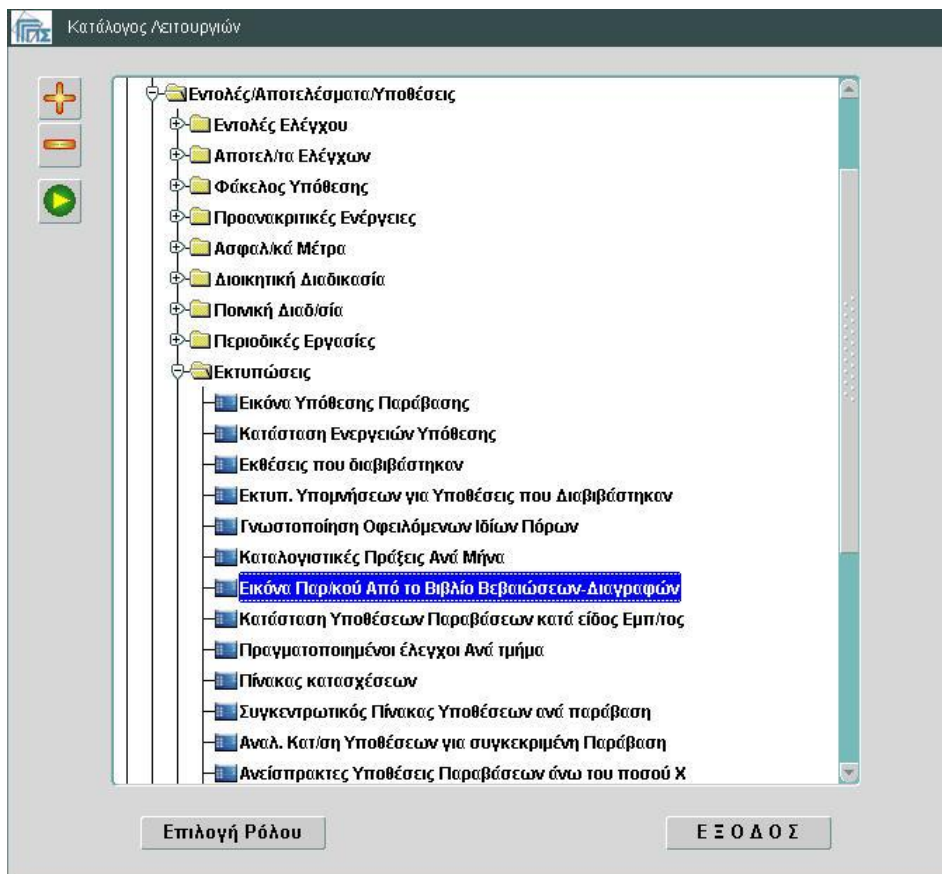 Κατάλογος Λειτουργιών
Εντολές/Αποτελέσματα/Υποθέσεις
Εντολές Ελέγχου
Αποτελ/τα Ελέγχων
Φάκελος Υπόθεσης
Προανακριτικές Ενέργειες
Ασφαλ/κά Μέτρα
Διοικητική Διαδικασία
Ποινική Διαδ/σία
Περιοδικές Εργασίες
Εκτυπώσεις
Εικόνα Υπόθεσης Παράβασης
Κατάσταση Ενεργειών Υπόθεσης
Εκθέσεις που διαβιβάστηκαν
Εκτυπ. Υπομνήσεων για Υποθέσεις που Διαβιβάστηκαν
Γνωστοποίηση Οφειλόμενων Ιδίων Πόρων
Καταλογιστικές Πράξεις Ανά Μήνα
Εικόνα Παρ/κού Από το Βιβλίο Βεβαιώσεων-Διαγραφών
Κατάσταση Υποθέσεων Παραβάσεων κατά είδος Εμπ/τος
Πραγματοποιημένοι έλεγχοι Ανά τμήμα
Πίνακας κατασχέσεων
Συγκεντρωτικός Πίνακας Υποθέσεων ανά παράβαση
Αναλ. Κατ/ση Υποθέσεων για συγκεκριμένη Παράβαση
Ανείσπρακτες Υποθέσεις Παραβάσεων άνω του ποσού Χ
Επιλογή Ρόλου
Ε Ξ Ο Δ Ο Σ